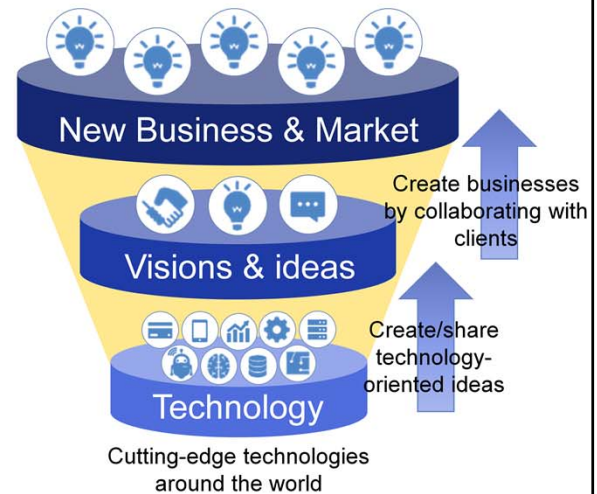 New Business & Market
Create businesses
by collaborating with
clients
Visions & ideas
Create/share
technology-
oriented ideas
Technology
Cutting-edge technologies
around the world